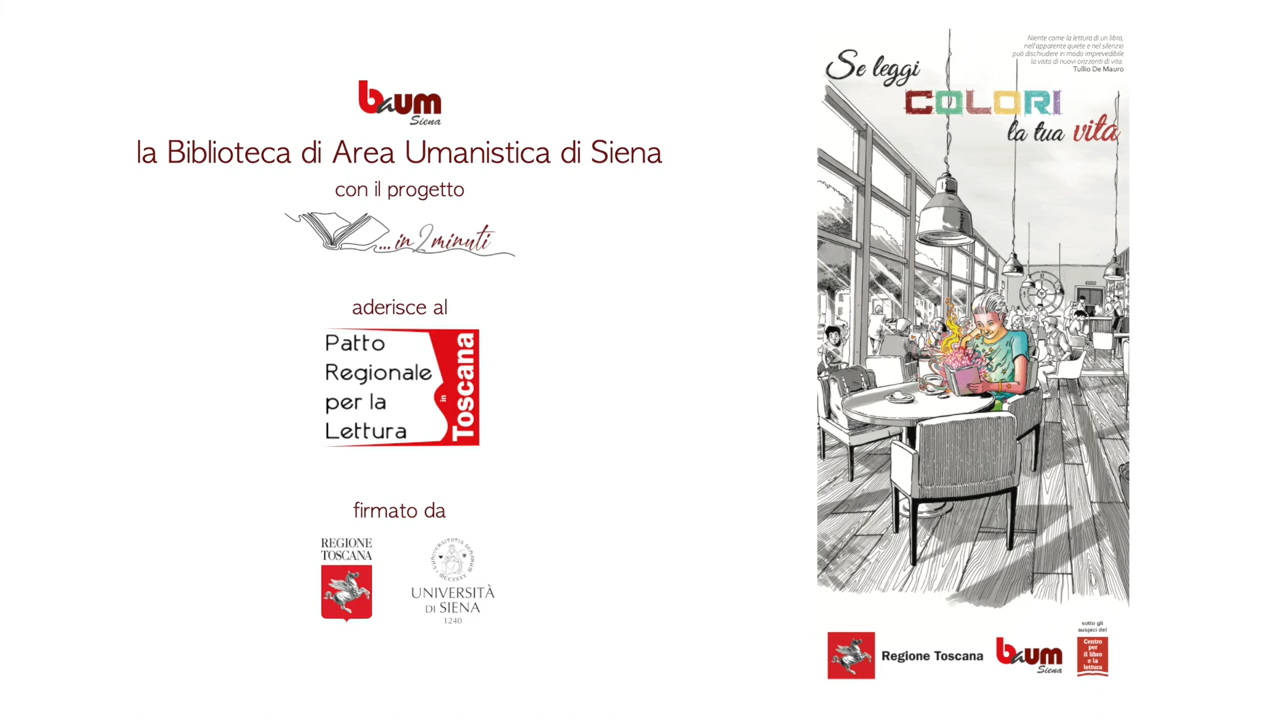 baum
Siena
la Biblioteca di Area Umanistica di Siena
con il progetto
...in 2 minuti
aderisce al
Patto
Regionale
per la
Lettura
in
Toscana
firmato da
REGIONE
TOSCANA
UNIVERSITÀ
DI SIENA
1240
Niente come la lettura di un libro,
nell'apparente quiete e nel silenzio
può dischiudere in modo imprevedibile
la vista di nuovi orizzonti di vita.
Tullio De Mauro
Se leggi
COLORI
la tua vita
Regione Toscana
baum
Siena
sotto gli
auspici del
Centro
per
il libro
e la
lettura